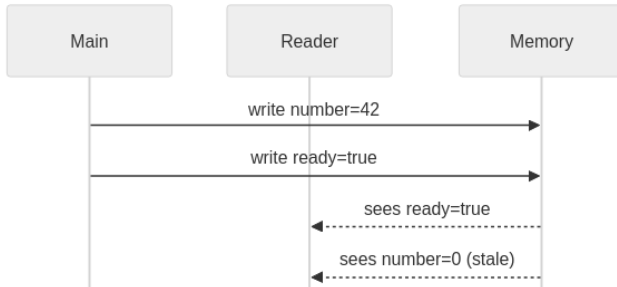 Main
Reader
Memory
write number=42
write ready=true
sees ready=true
sees number=0 (stale)